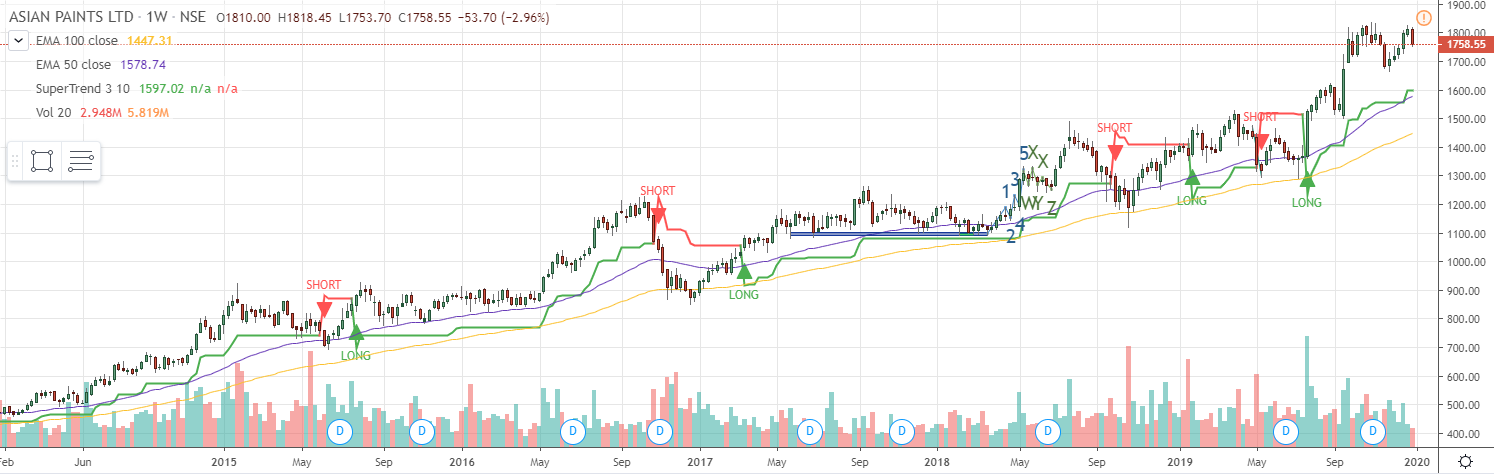 ASIAN PAINTS LTD · 1W · NSE O1810.00 H1818.45 L1753.70 C1758.55 −53.70 (−2.96%)
EMA 100 close 1447.31
EMA 50 close 1578.74
SuperTrend 3 10 1597.02 n/a n/a
Vol 20 2.948M 5.819M
1900.00
1800.00
1758.55
1700.00
1600.00
1500.00
1400.00
1300.00
1200.00
1100.00
1000.00
900.00
800.00
700.00
600.00
500.00
400.00
SHORT
LONG
SHORT
LONG
5 X X
3
1 W Y Z
4
2
SHORT
LONG
SHORT
LONG
D D D D D D D D D
Feb Jun 2015 May Sep 2016 May Sep 2017 May Sep 2018 May Sep 2019 May Sep 2020